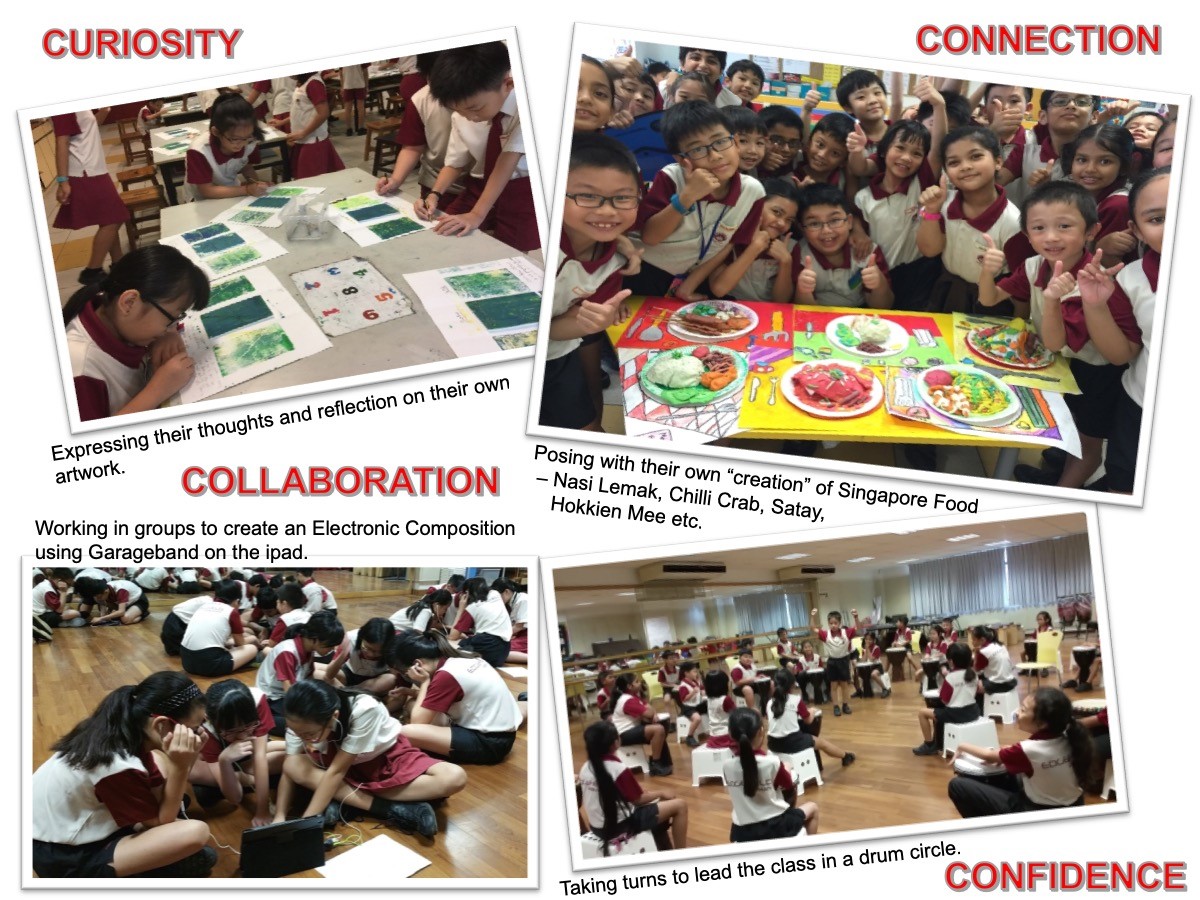 CURIOSITY
CONNECTION
Expressing their thoughts and reflection on their own
artwork.
Posing with their own “creation” of Singapore Food
– Nasi Lemak, Chilli Crab, Satay,
Hokkien Mee etc.
COLLABORATION
Working in groups to create an Electronic Composition
using Garageband on the ipad.
Taking turns to lead the class in a drum circle.
CONFIDENCE